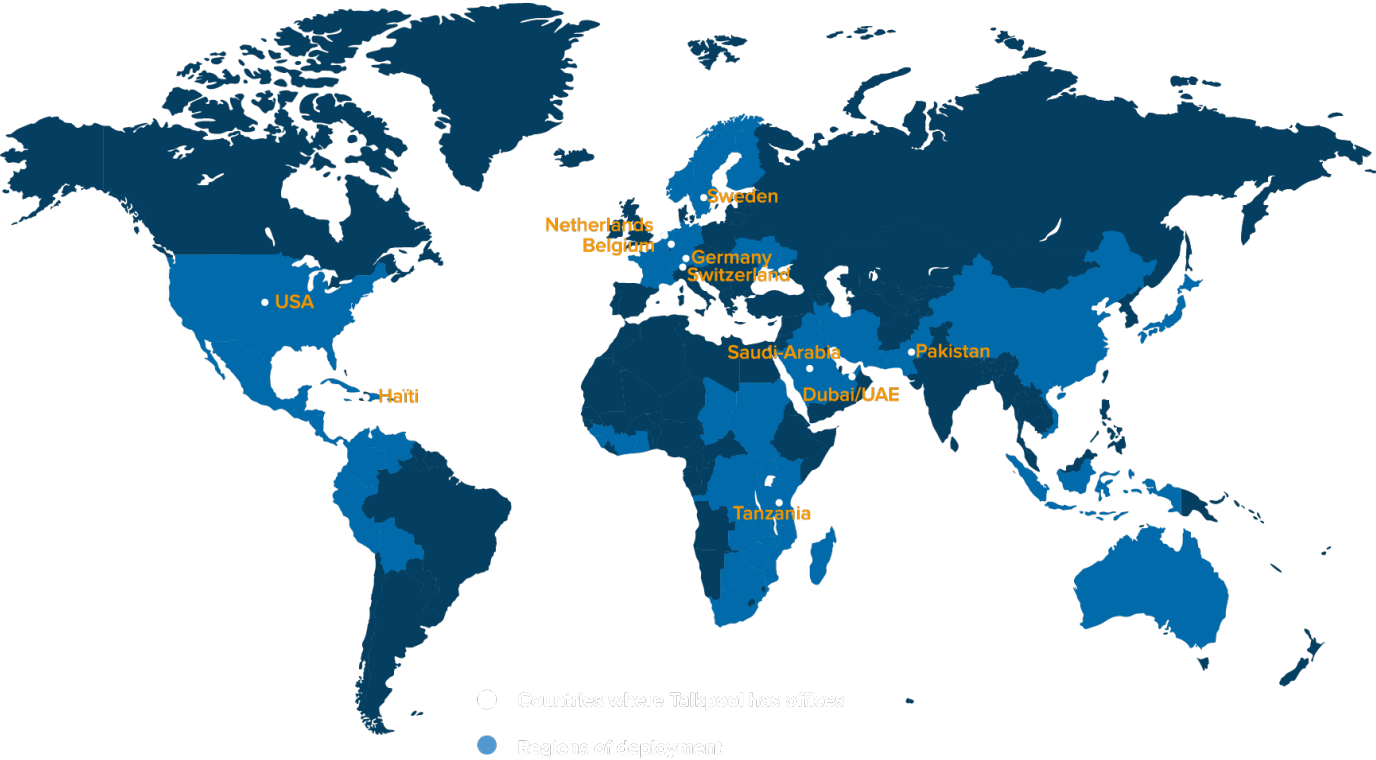 Sweden
Netherlands
Belgium
Germany
Switzerland
USA
Saudi-Arabia
Pakistan
Haïti
Dubai/UAE
Tanzania
Countries where Talkpool has offices
Regions of deployment